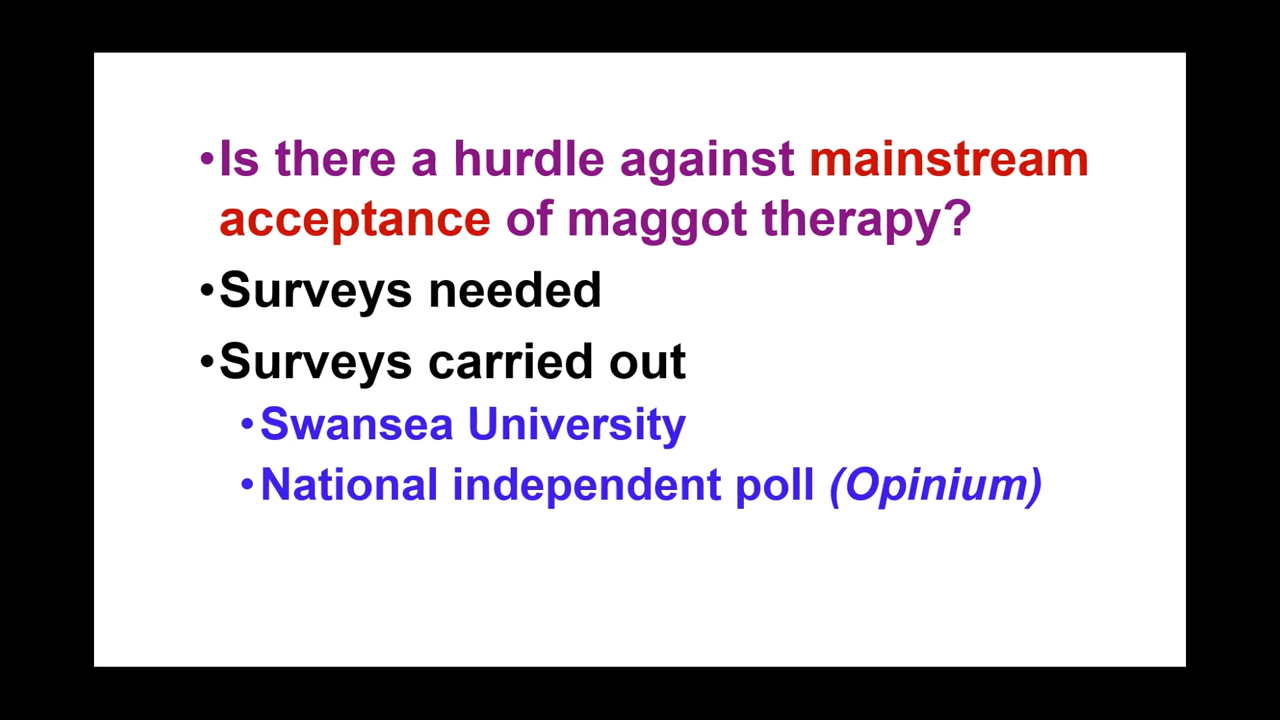 •Is there a hurdle against mainstream
acceptance of maggot therapy?
•Surveys needed
•Surveys carried out
•Swansea University
•National independent poll (Opinium)